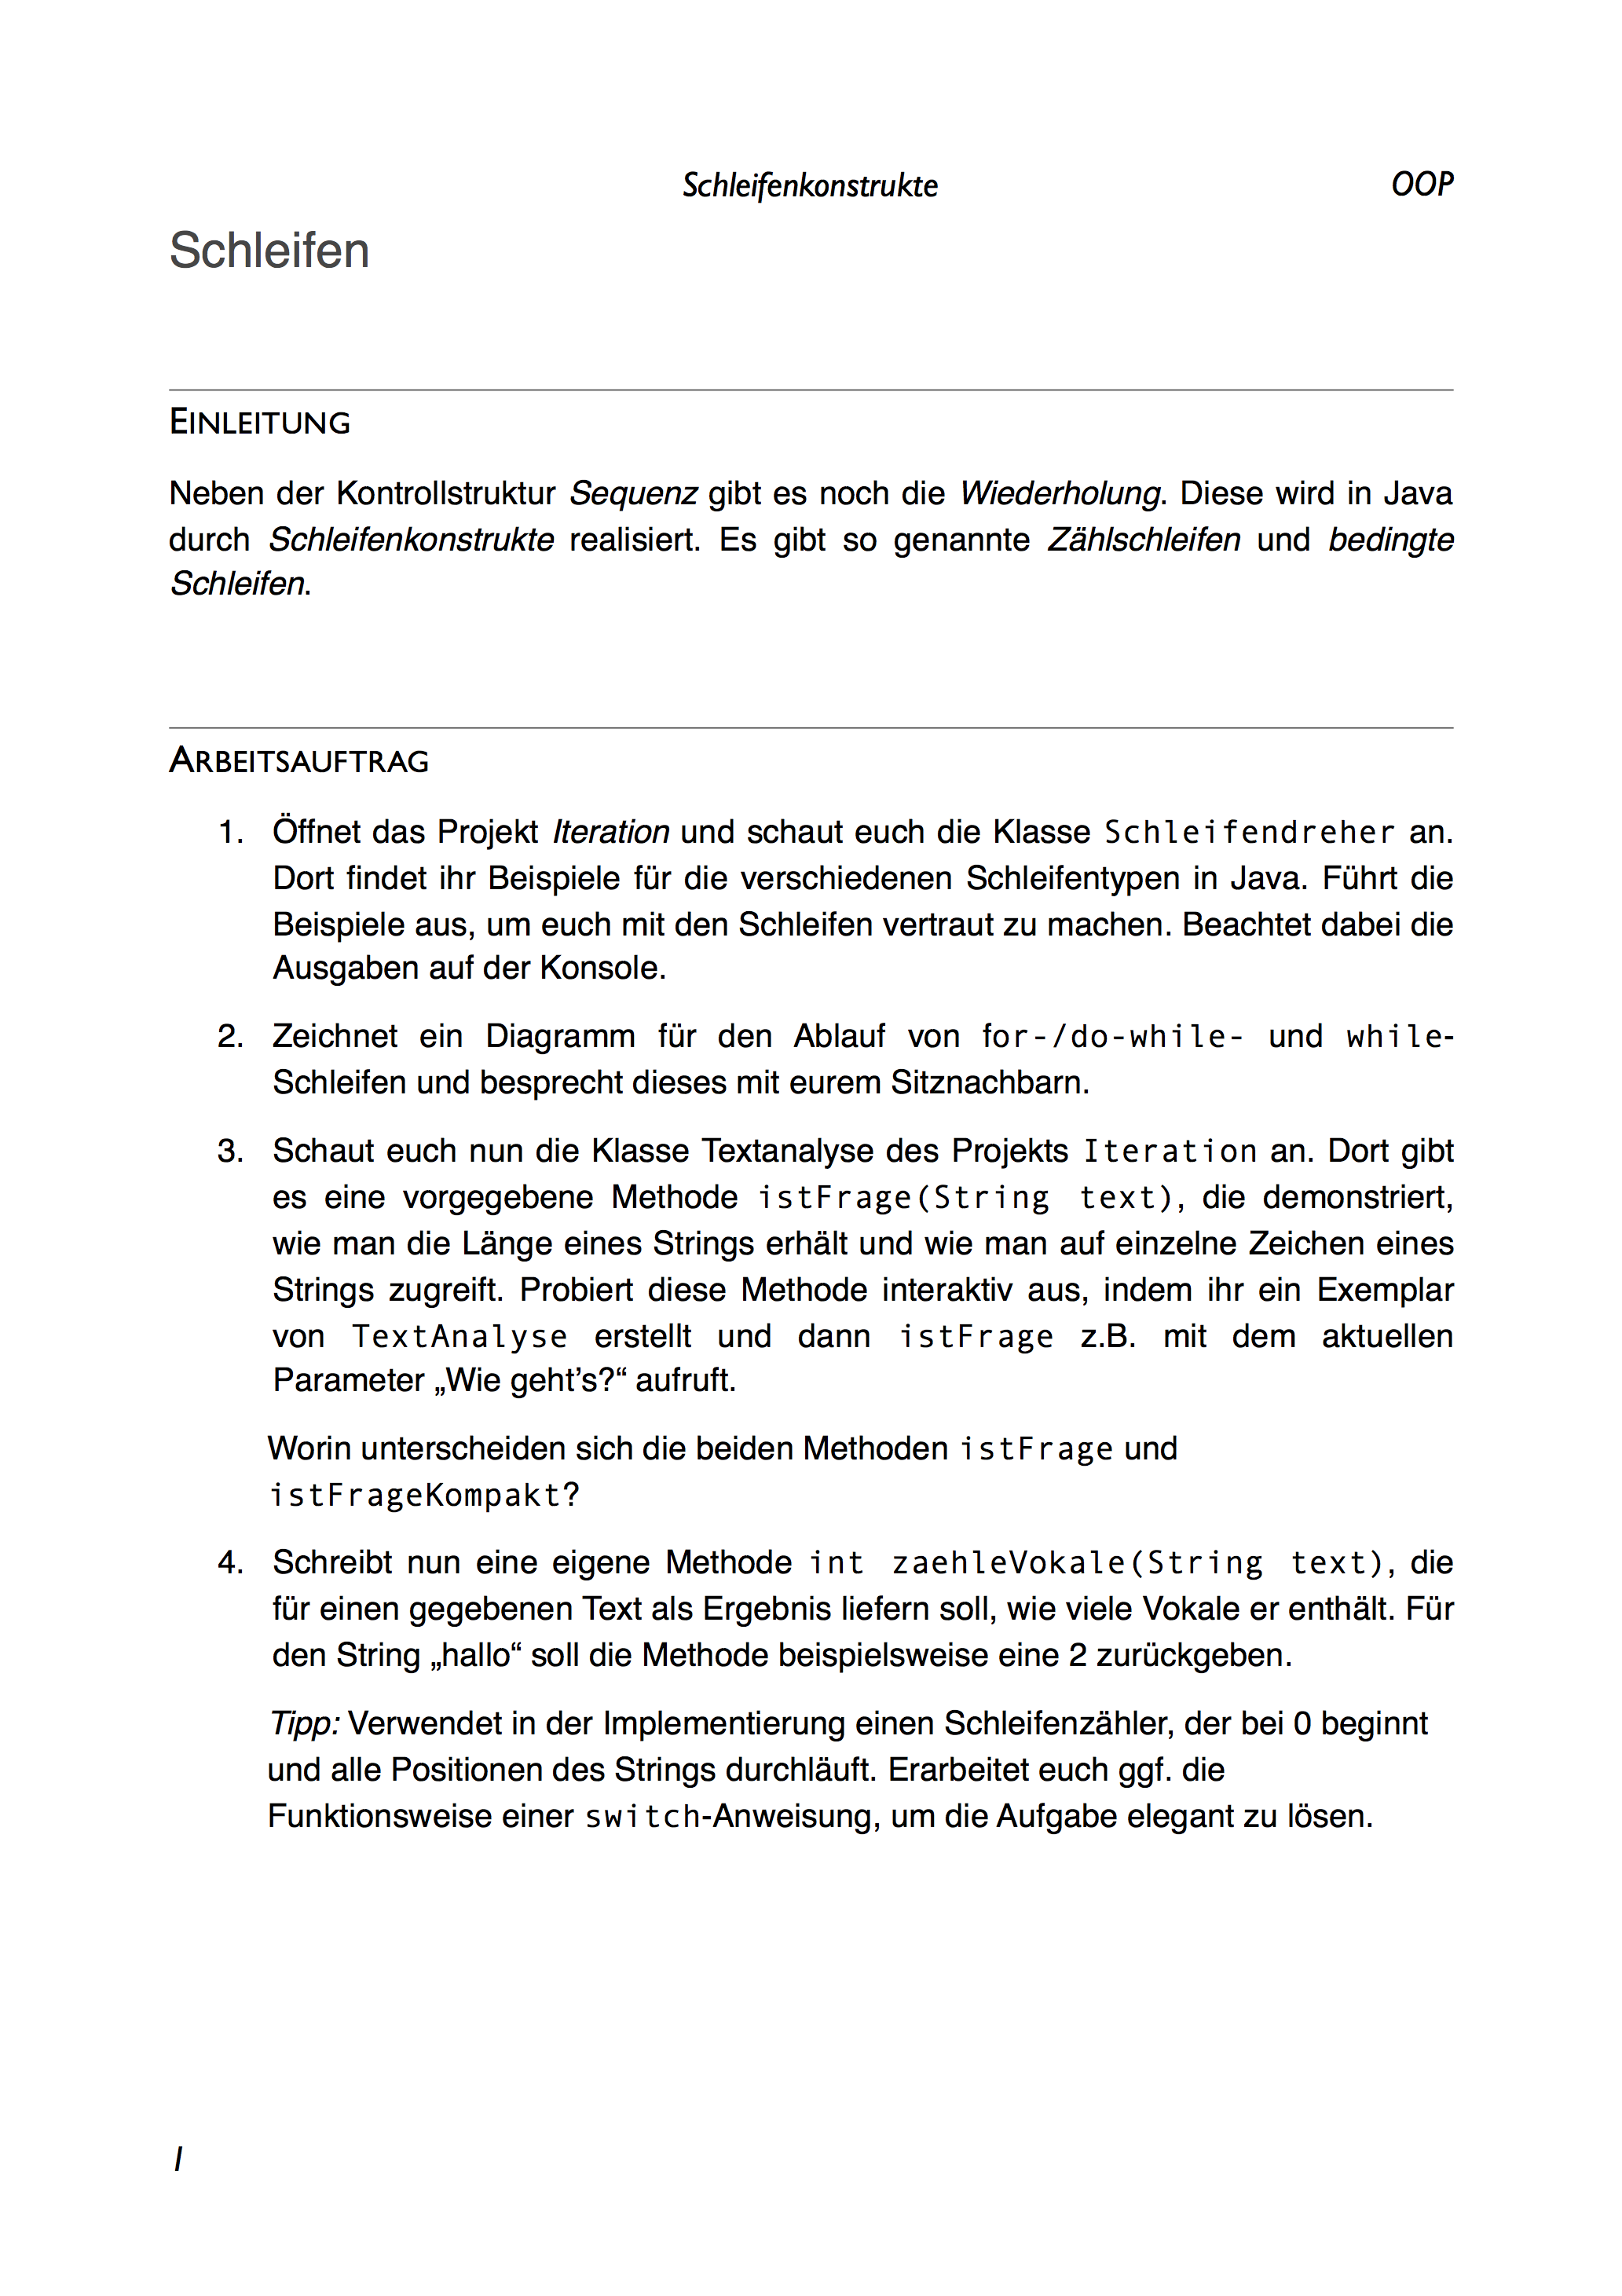 Schleifenkonstrukte OOP
Schleifen
EINLEITUNG
Neben der Kontrollstruktur Sequenz gibt es noch die Wiederholung. Diese wird in Java
durch Schleifenkonstrukte realisiert. Es gibt so genannte Zählschleifen und bedingte
Schleifen.
ARBEITSAUFTRAG
1. Öffnet das Projekt Iteration und schaut euch die Klasse Schleifendreher an.
Dort findet ihr Beispiele für die verschiedenen Schleifentypen in Java. Führt die
Beispiele aus, um euch mit den Schleifen vertraut zu machen. Beachtet dabei die
Ausgaben auf der Konsole.
2. Zeichnet ein Diagramm für den Ablauf von for-/do-while- und while-
Schleifen und besprecht dieses mit eurem Sitznachbarn.
3. Schaut euch nun die Klasse Textanalyse des Projekts Iteration an. Dort gibt
es eine vorgegebene Methode istFrage(String text), die demonstriert,
wie man die Länge eines Strings erhält und wie man auf einzelne Zeichen eines
Strings zugreift. Probiert diese Methode interaktiv aus, indem ihr ein Exemplar
von TextAnalyse erstellt und dann istFrage z.B. mit dem aktuellen
Parameter „Wie geht’s?“ aufruft.
Worin unterscheiden sich die beiden Methoden istFrage und
istFrageKompakt?
4. Schreibt nun eine eigene Methode int zaehleVokale(String text), die
für einen gegebenen Text als Ergebnis liefern soll, wie viele Vokale er enthält. Für
den String „hallo“ soll die Methode beispielsweise eine 2 zurückgeben.
Tipp: Verwendet in der Implementierung einen Schleifenzähler, der bei 0 beginnt
und alle Positionen des Strings durchläuft. Erarbeitet euch ggf. die
Funktionsweise einer switch-Anweisung, um die Aufgabe elegant zu lösen.
1